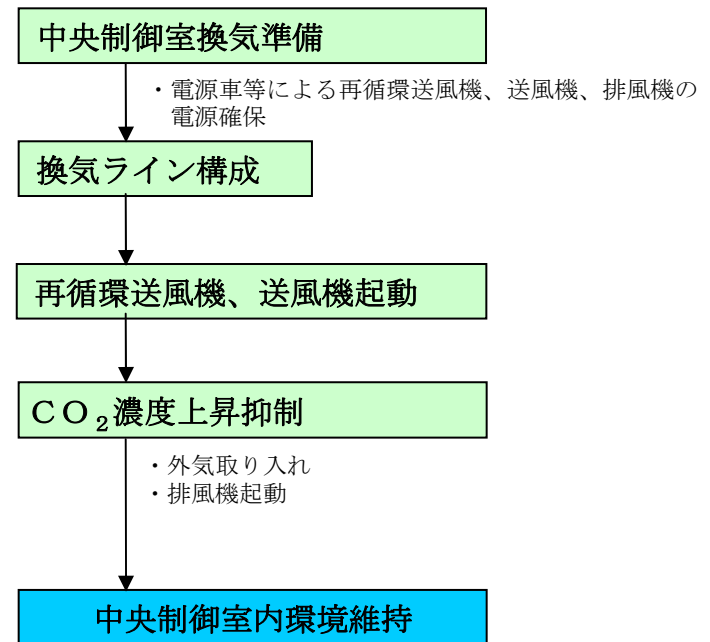 中央制御室換気準備
・電源車等による再循環送風機、送風機、排風機の
電源確保
換気ライン構成
再循環送風機、送風機起動
ＣＯ₂濃度上昇抑制
・外気取り入れ
・排風機起動
中央制御室内環境維持